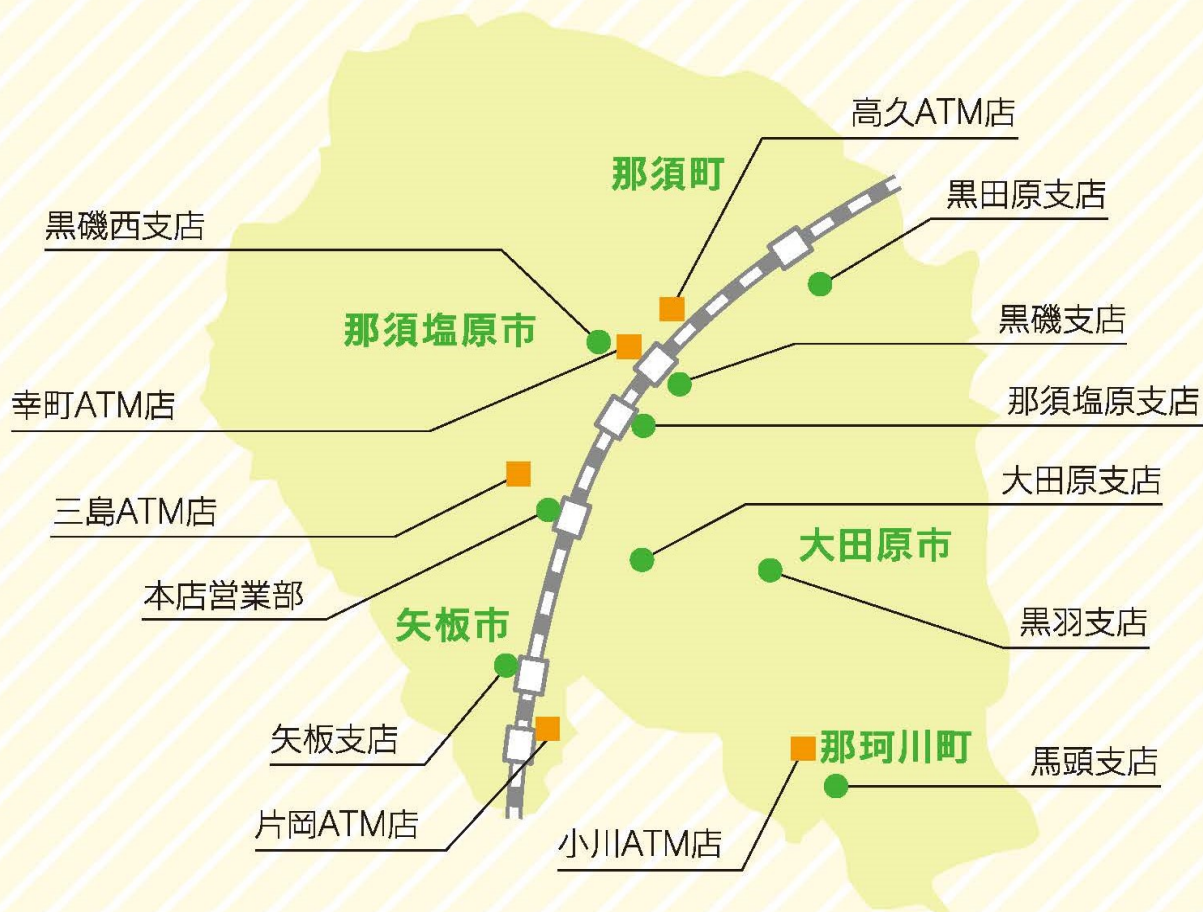 高久ATM店
那須町
黒田原支店
黒磯西支店
黒磯支店
那須塩原市
幸町ATM店
那須塩原支店
大田原支店
三島ATM店
大田原市
本店営業部
矢板市
黒羽支店
矢板支店
那珂川町
馬頭支店
片岡ATM店
小川ATM店